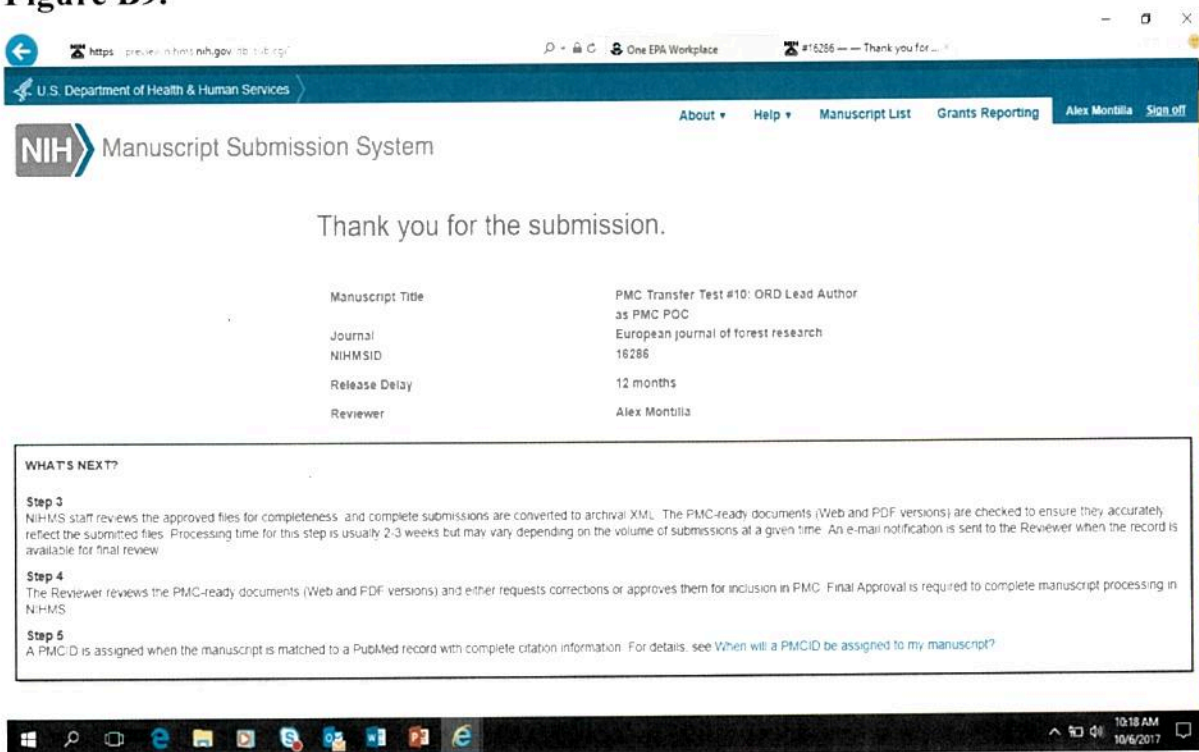 Figure B9.
https
nih.gov
One EPA Workplace
#16286 — — Thank you for ...
U.S. Department of Health & Human Services
About Help Manuscript List Grants Reporting Alex Montilla Sign off
NIH Manuscript Submission System
Thank you for the submission.
Manuscript Title PMC Transfer Test #10: ORD Lead Author
as PMC POC
Journal European journal of forest research
NIHMSID 16286
Release Delay 12 months
Reviewer Alex Montilla
WHAT'S NEXT?
Step 3
NIHMS staff reviews the approved files for completeness and complete submissions are converted to archival XML. The PMC-ready documents (Web and PDF versions) are checked to ensure they accurately
reflect the submitted files. Processing time for this step is usually 2-3 weeks but may vary depending on the volume of submissions at a given time. An e-mail notification is sent to the Reviewer when the record is
available for final review
Step 4
The Reviewer reviews the PMC-ready documents (Web and PDF versions) and either requests corrections or approves them for inclusion in PMC. Final Approval is required to complete manuscript processing in
NIHMS
Step 5
A PMCID is assigned when the manuscript is matched to a PubMed record with complete citation information. For details, see When will a PMCID be assigned to my manuscript?
10:18 AM
10/6/2017